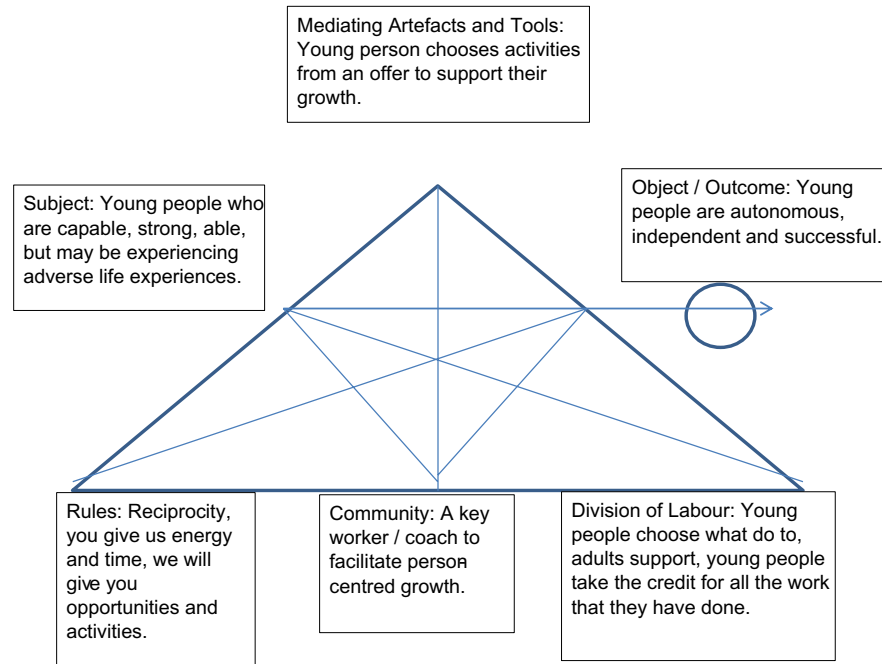 Mediating Artefacts and Tools:
Young person chooses activities
from an offer to support their
growth.
Subject: Young people who
are capable, strong, able,
but may be experiencing
adverse life experiences.
Object / Outcome: Young
people are autonomous,
independent and successful.
Rules: Reciprocity,
you give us energy
and time, we will
give you
opportunities and
activities.
Community: A key
worker / coach to
facilitate person-
centred growth.
Division of Labour: Young
people choose what do to,
adults support, young people
take the credit for all the work
that they have done.